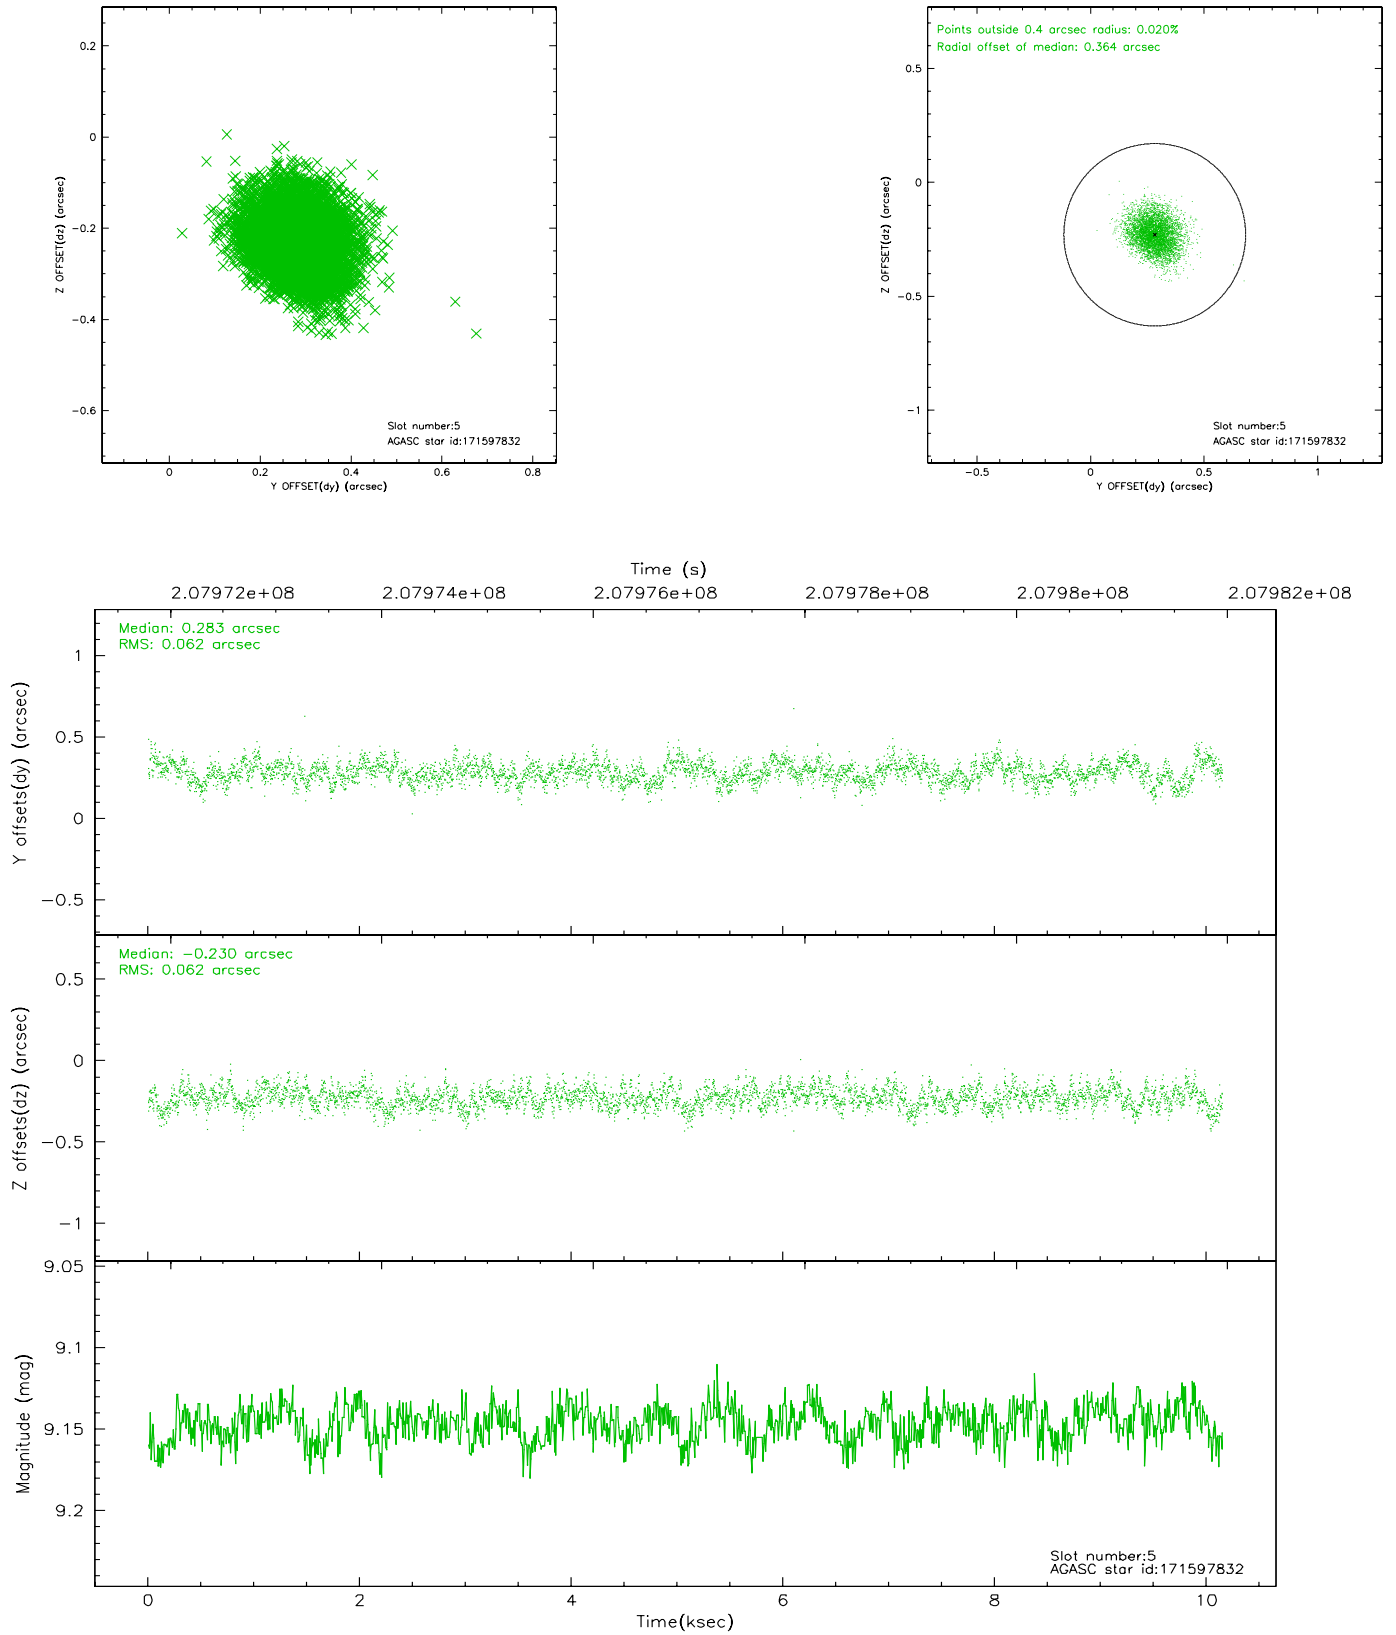 0.2
0
−0.2
−0.4
−0.6
Z OFFSET(dz) (arcsec)
Slot number:5
AGASC star id:171597832
0 0.2 0.4 0.6 0.8
Y OFFSET(dy) (arcsec)
Points outside 0.4 arcsec radius: 0.020%
Radial offset of median: 0.364 arcsec
0.5
0
−0.5
−1
Z OFFSET(dz) (arcsec)
Slot number:5
AGASC star id:171597832
−0.5 0 0.5 1
Y OFFSET(dy) (arcsec)
Time (s)
2.07972e+08 2.07974e+08 2.07976e+08 2.07978e+08 2.0798e+08 2.07982e+08
Median: 0.283 arcsec
RMS: 0.062 arcsec
1
0.5
0
−0.5
Y offsets(dy) (arcsec)
Median: −0.230 arcsec
RMS: 0.062 arcsec
0.5
0
−0.5
−1
Z offsets(dz) (arcsec)
9.05
9.1
9.15
9.2
Magnitude (mag)
Slot number:5
AGASC star id:171597832
0 2 4 6 8 10
Time(ksec)